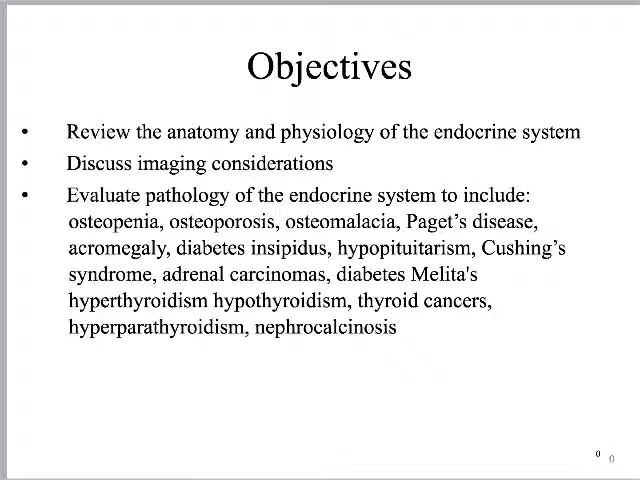 Objectives
• Review the anatomy and physiology of the endocrine system
• Discuss imaging considerations
• Evaluate pathology of the endocrine system to include:
osteopenia, osteoporosis, osteomalacia, Paget’s disease,
acromegaly, diabetes insipidus, hypopituitarism, Cushing’s
syndrome, adrenal carcinomas, diabetes Melita's
hyperthyroidism hypothyroidism, thyroid cancers,
hyperparathyroidism, nephrocalcinosis
0 0